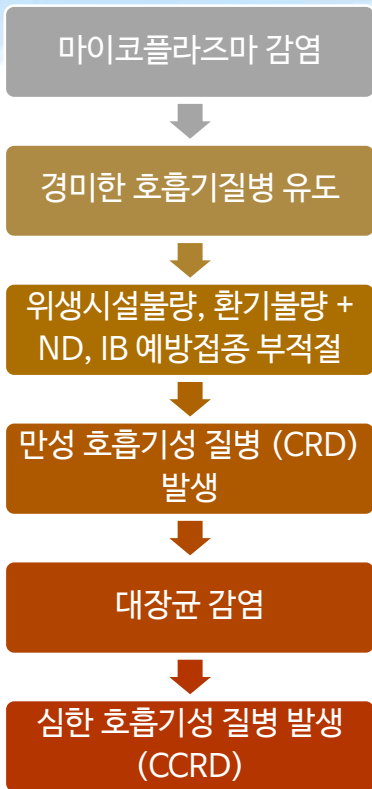 마이코플라즈마 감염
경미한 호흡기질병 유도
위생시설불량, 환기불량 +
ND, IB 예방접종 부적절
만성 호흡기성 질병 (CRD)
발생
대장균 감염
심한 호흡기성 질병 발생
(CCRD)